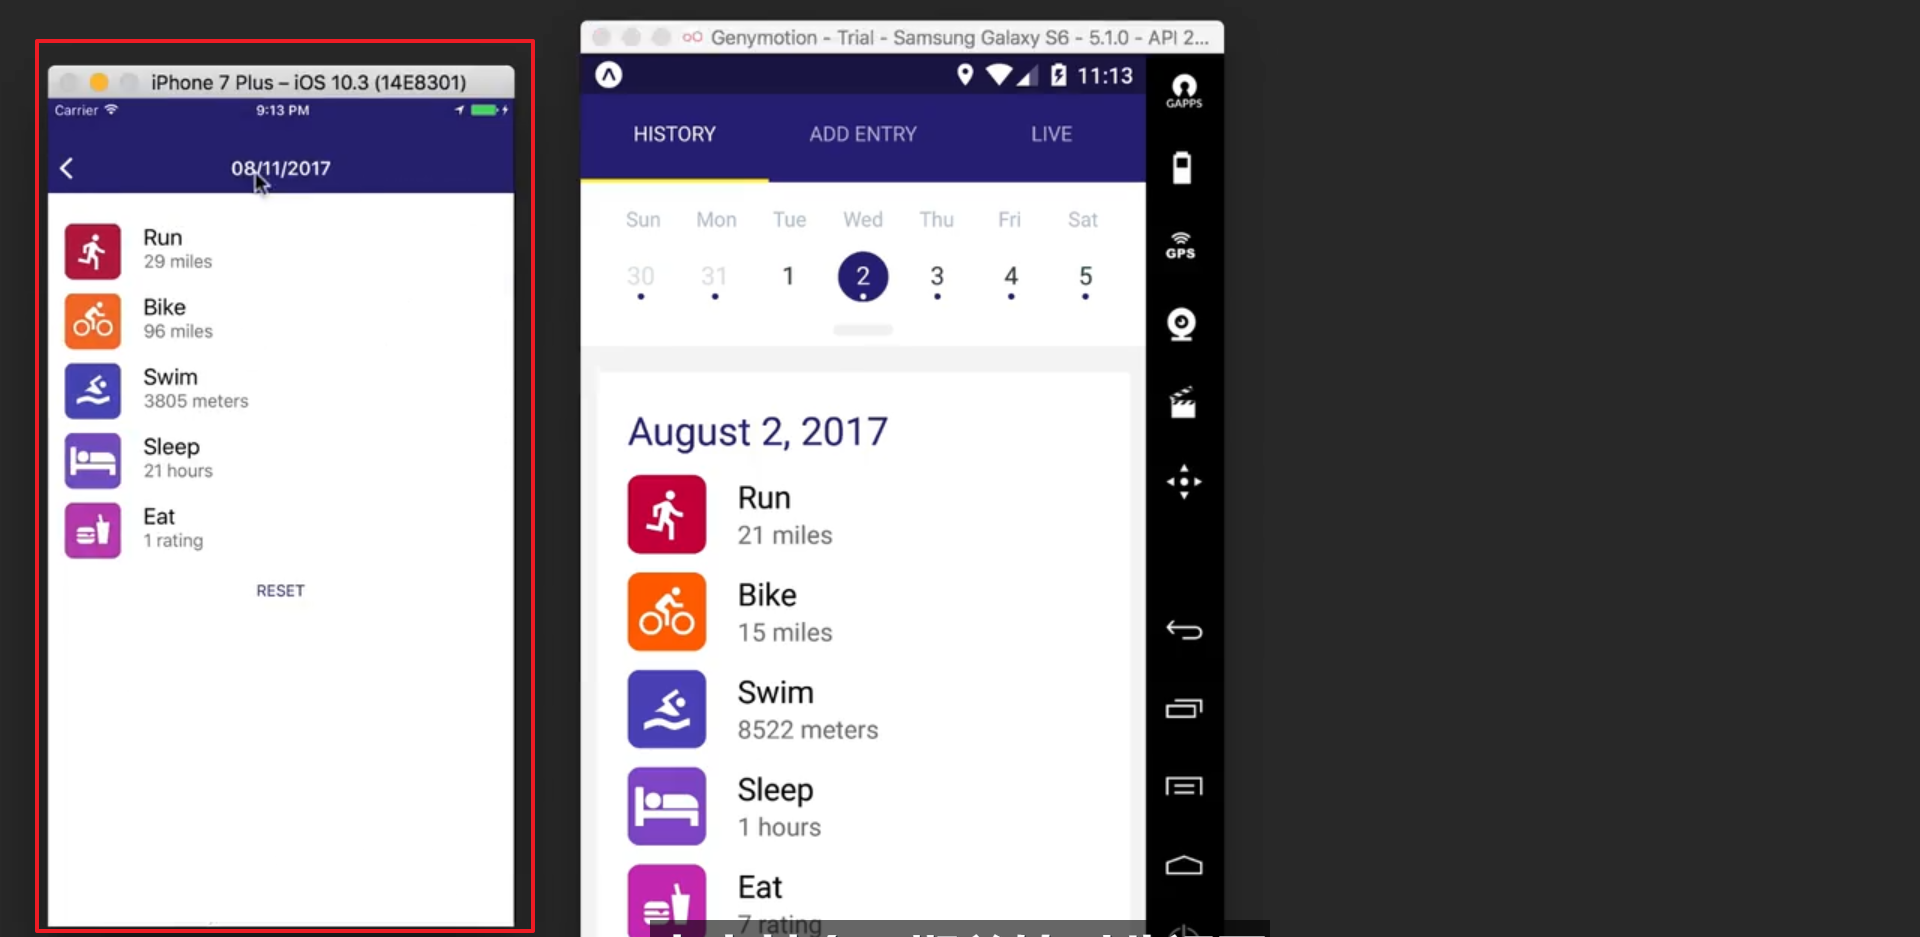 iPhone 7 Plus – iOS 10.3 (14E8301)
Carrier
9:13 PM
08/11/2017
Run
29 miles
Bike
96 miles
Swim
3805 meters
Sleep
21 hours
Eat
1 rating
RESET
Genymotion - Trial - Samsung Galaxy S6 - 5.1.0 - API 2...
11:13
HISTORY ADD ENTRY LIVE
Sun Mon Tue Wed Thu Fri Sat
30 31 1 2 3 4 5
August 2, 2017
Run
21 miles
Bike
15 miles
Swim
8522 meters
Sleep
1 hours
Eat
7 rating
GAPPS
GPS